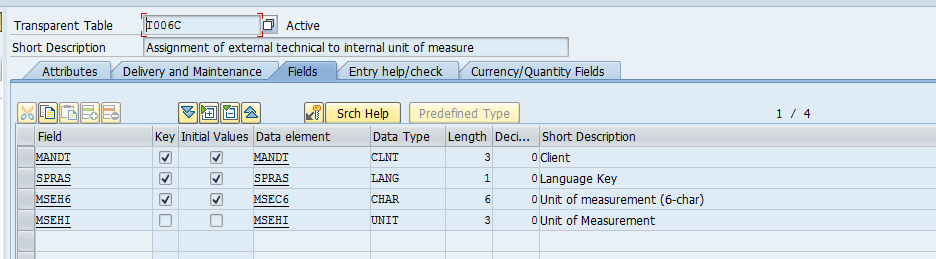 Transparent Table T006C Active
Short Description Assignment of external technical to internal unit of measure
Attributes Delivery and Maintenance Fields Entry help/check Currency/Quantity Fields
Srch Help Predefined Type 1 / 4
Field Key Initial Values Data element Data Type Length Deci... Short Description
MANDT MANDT CLNT 3 0 Client
SPRAS SPRAS LANG 1 0 Language Key
MSEH6 MSEC6 CHAR 6 0 Unit of measurement (6-char)
MSEHI MSEHI UNIT 3 0 Unit of Measurement